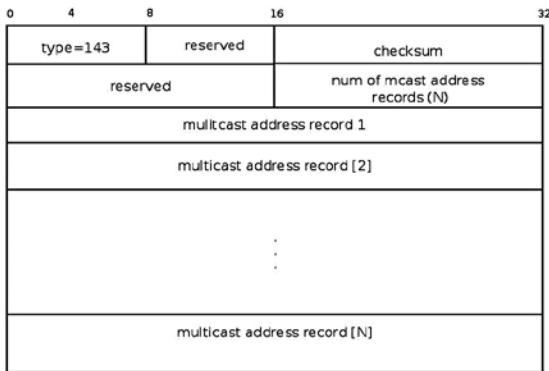 0 4 8 16 32
type=143 reserved checksum
reserved num of mcast address
records (N)
mulitcast address record 1
multicast address record [2]
.
.
.
multicast address record [N]